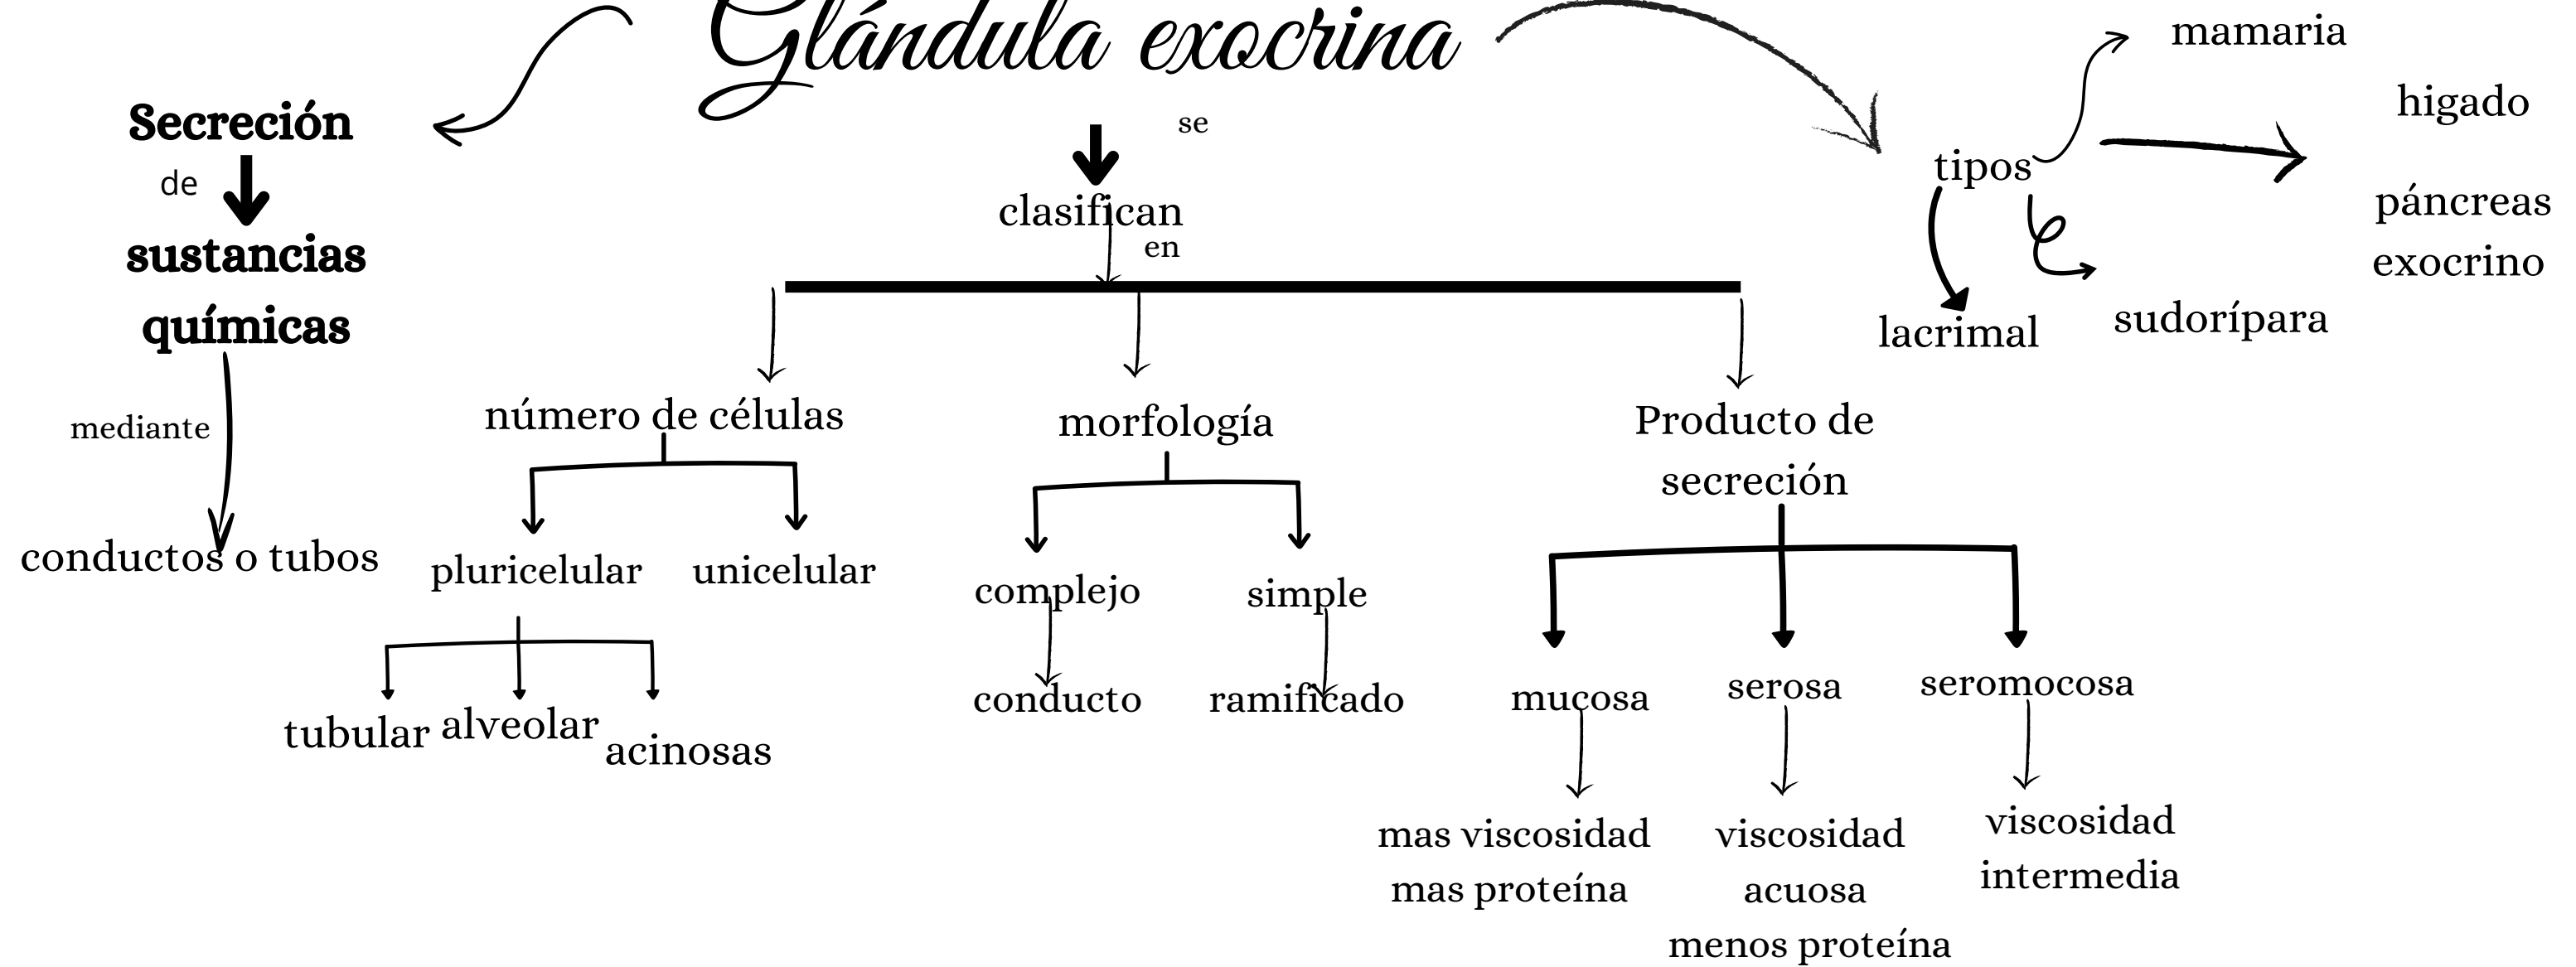 Glándula exocrina
Secreción
de
sustancias
químicas
mediante
conductos o tubos
se
clasifican
en
número de células
pluricelular
unicelular
tubular
alveolar
acinosas
morfología
complejo
simple
conducto
ramificado
Producto de
secreción
mucosa
serosa
seromocosa
mas viscosidad
mas proteína
viscosidad
acuosa
menos proteína
viscosidad
intermedia
tipos
mamaria
higado
páncreas
exocrino
sudorípara
lacrimal